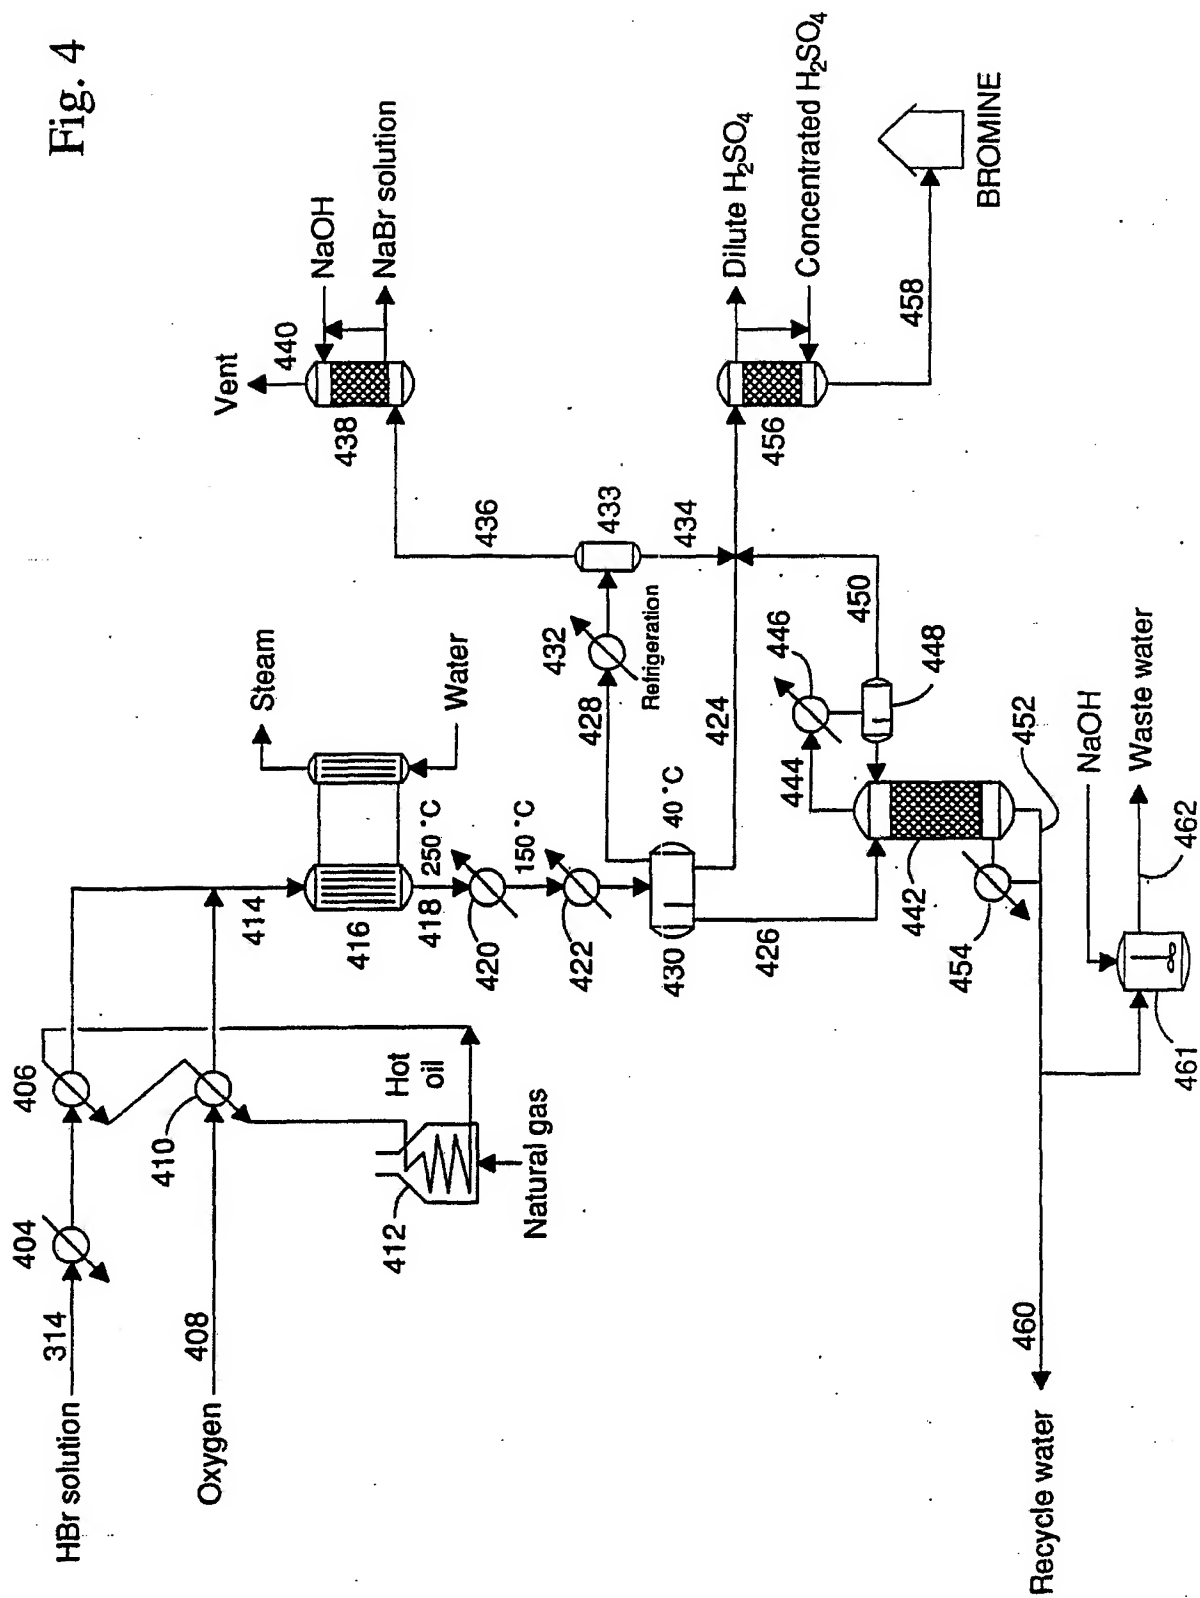 Fig. 4
HBr solution
314
404
406
Oxygen
408
410
412
Hot
oil
Natural gas
414
416
Steam
Water
250 °C
418
420
150 °C
422
430
40 °C
428
432
Refrigeration
433
436
434
438
440
Vent
NaOH
NaBr solution
424
426
442
444
446
448
450
452
454
456
Dilute H₂SO₄
Concentrated H₂SO₄
458
BROMINE
460
Recycle water
461
NaOH
Waste water
462